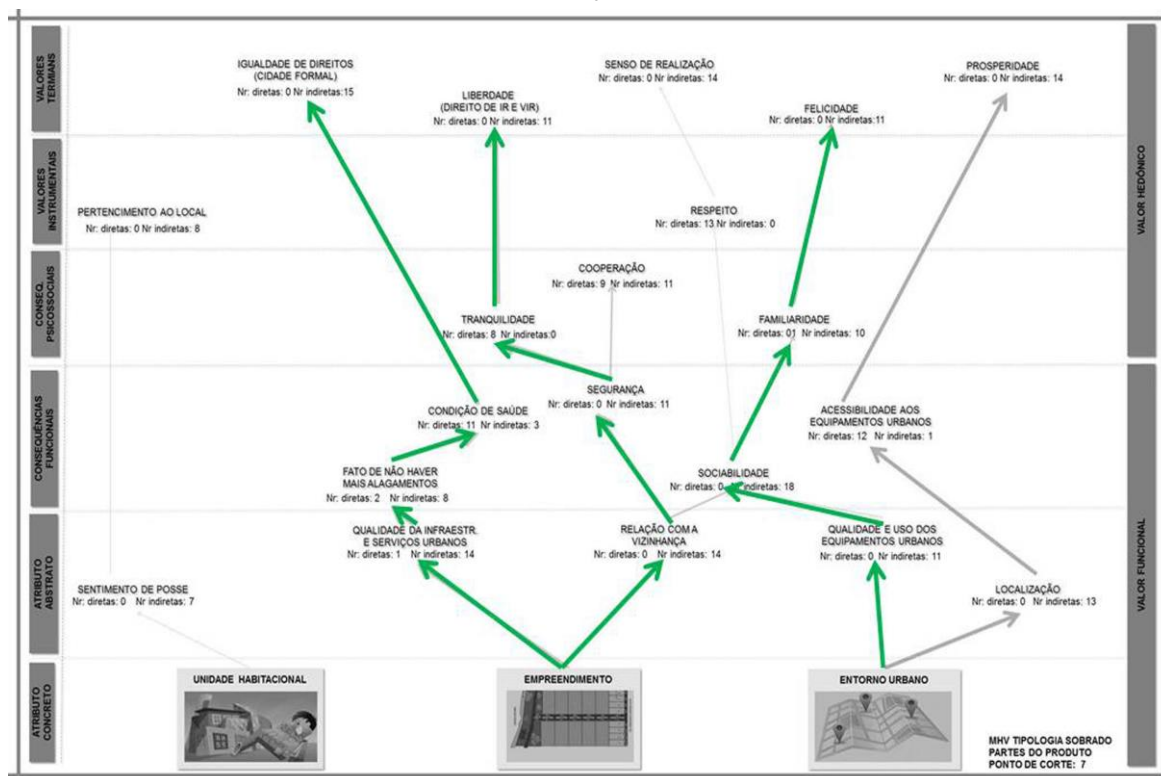 VALORES
TERMIANS
IGUALDADE DE DIREITOS
(CIDADE FORMAL)
Nr: diretas: 0 Nr indiretas:15
LIBERDADE
(DIREITO DE IR E VIR)
Nr: diretas: 0 Nr indiretas: 11
SENSO DE REALIZAÇÃO
Nr: diretas: 0 Nr indiretas: 14
FELICIDADE
Nr: diretas: 0 Nr indiretas:11
PROSPERIDADE
Nr: diretas: 0 Nr indiretas: 14
VALORES
INSTRUMENTAIS
PERTENCIMENTO AO LOCAL
Nr: diretas: 0 Nr indiretas: 8
RESPEITO
Nr: diretas: 13 Nr indiretas: 0
VALOR HEDÔNICO
CONSEQ.
PSICOSSOCIAIS
COOPERAÇÃO
Nr: diretas: 9 Nr indiretas: 11
TRANQUILIDADE
Nr: diretas: 8 Nr indiretas:0
FAMILIARIDADE
Nr: diretas: 01 Nr indiretas: 10
CONSEQUÊNCIAS
FUNCIONAIS
SEGURANÇA
Nr: diretas: 0 Nr indiretas: 11
CONDIÇÃO DE SAÚDE
Nr: diretas: 11 Nr indiretas: 3
ACESSIBILIDADE AOS
EQUIPAMENTOS URBANOS
Nr: diretas: 12 Nr indiretas: 1
FATO DE NÃO HAVER
MAIS ALAGAMENTOS
Nr: diretas: 2 Nr indiretas: 8
SOCIABILIDADE
Nr: diretas: 0 Nr indiretas: 18
ATRIBUTO
ABSTRATO
QUALIDADE DA INFRAESTR.
E SERVIÇOS URBANOS
Nr: diretas: 1 Nr indiretas: 14
RELAÇÃO COM A
VIZINHANÇA
Nr: diretas: 0 Nr indiretas: 14
QUALIDADE E USO DOS
EQUIPAMENTOS URBANOS
Nr: diretas: 0 Nr indiretas: 11
SENTIMENTO DE POSSE
Nr: diretas: 0 Nr indiretas: 7
LOCALIZAÇÃO
Nr: diretas: 0 Nr indiretas: 13
VALOR FUNCIONAL
ATRIBUTO
CONCRETO
UNIDADE HABITACIONAL
EMPREENDIMENTO
ENTORNO URBANO
MHV TIPOLOGIA SOBRADO
PARTES DO PRODUTO
PONTO DE CORTE: 7